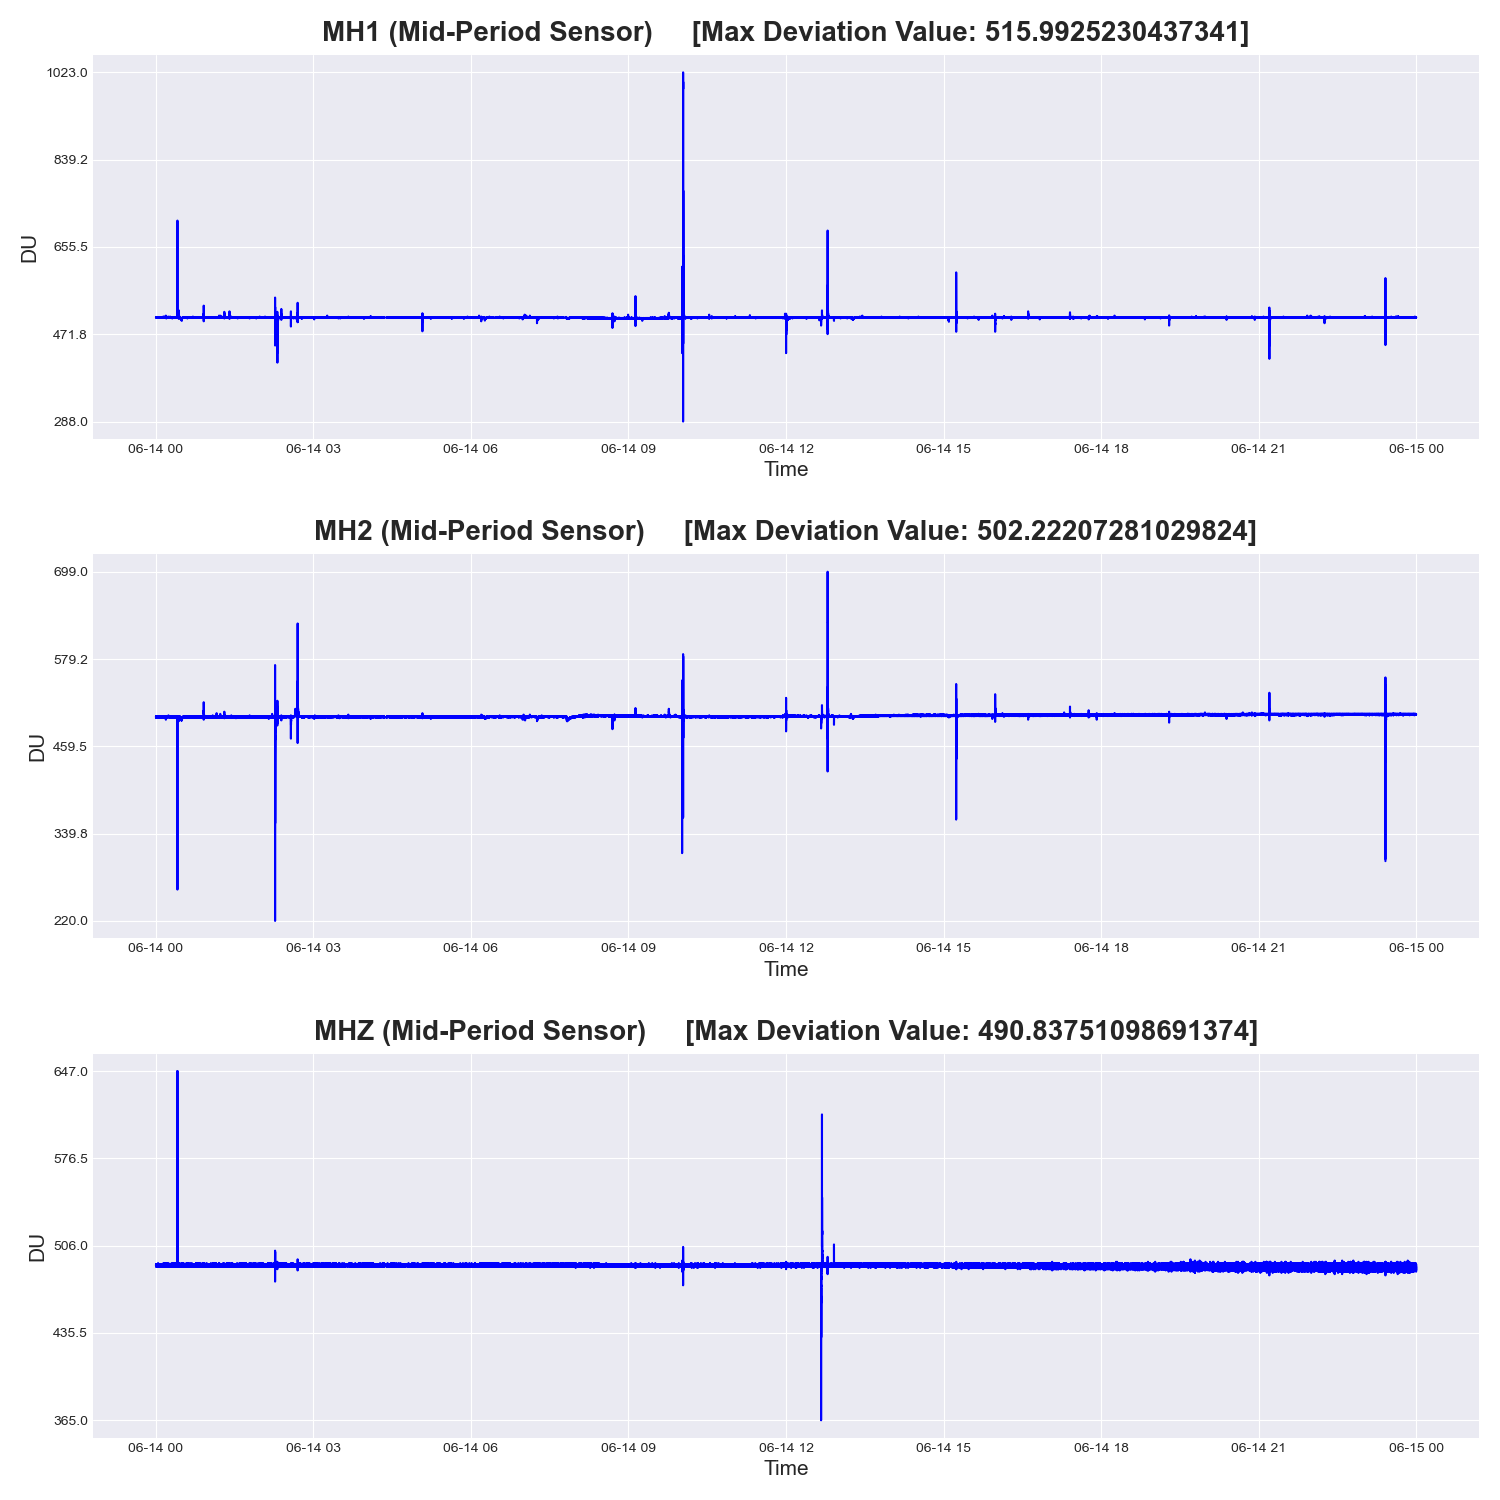 MH1 (Mid-Period Sensor) [Max Deviation Value: 515.9925230437341]
1023.0
839.2
655.5
471.8
288.0
DU
06-14 00 06-14 03 06-14 06 06-14 09 06-14 12 06-14 15 06-14 18 06-14 21 06-15 00
Time
MH2 (Mid-Period Sensor) [Max Deviation Value: 502.22207281029824]
699.0
579.2
459.5
339.8
220.0
DU
06-14 00 06-14 03 06-14 06 06-14 09 06-14 12 06-14 15 06-14 18 06-14 21 06-15 00
Time
MHZ (Mid-Period Sensor) [Max Deviation Value: 490.83751098691374]
647.0
576.5
506.0
435.5
365.0
DU
06-14 00 06-14 03 06-14 06 06-14 09 06-14 12 06-14 15 06-14 18 06-14 21 06-15 00
Time